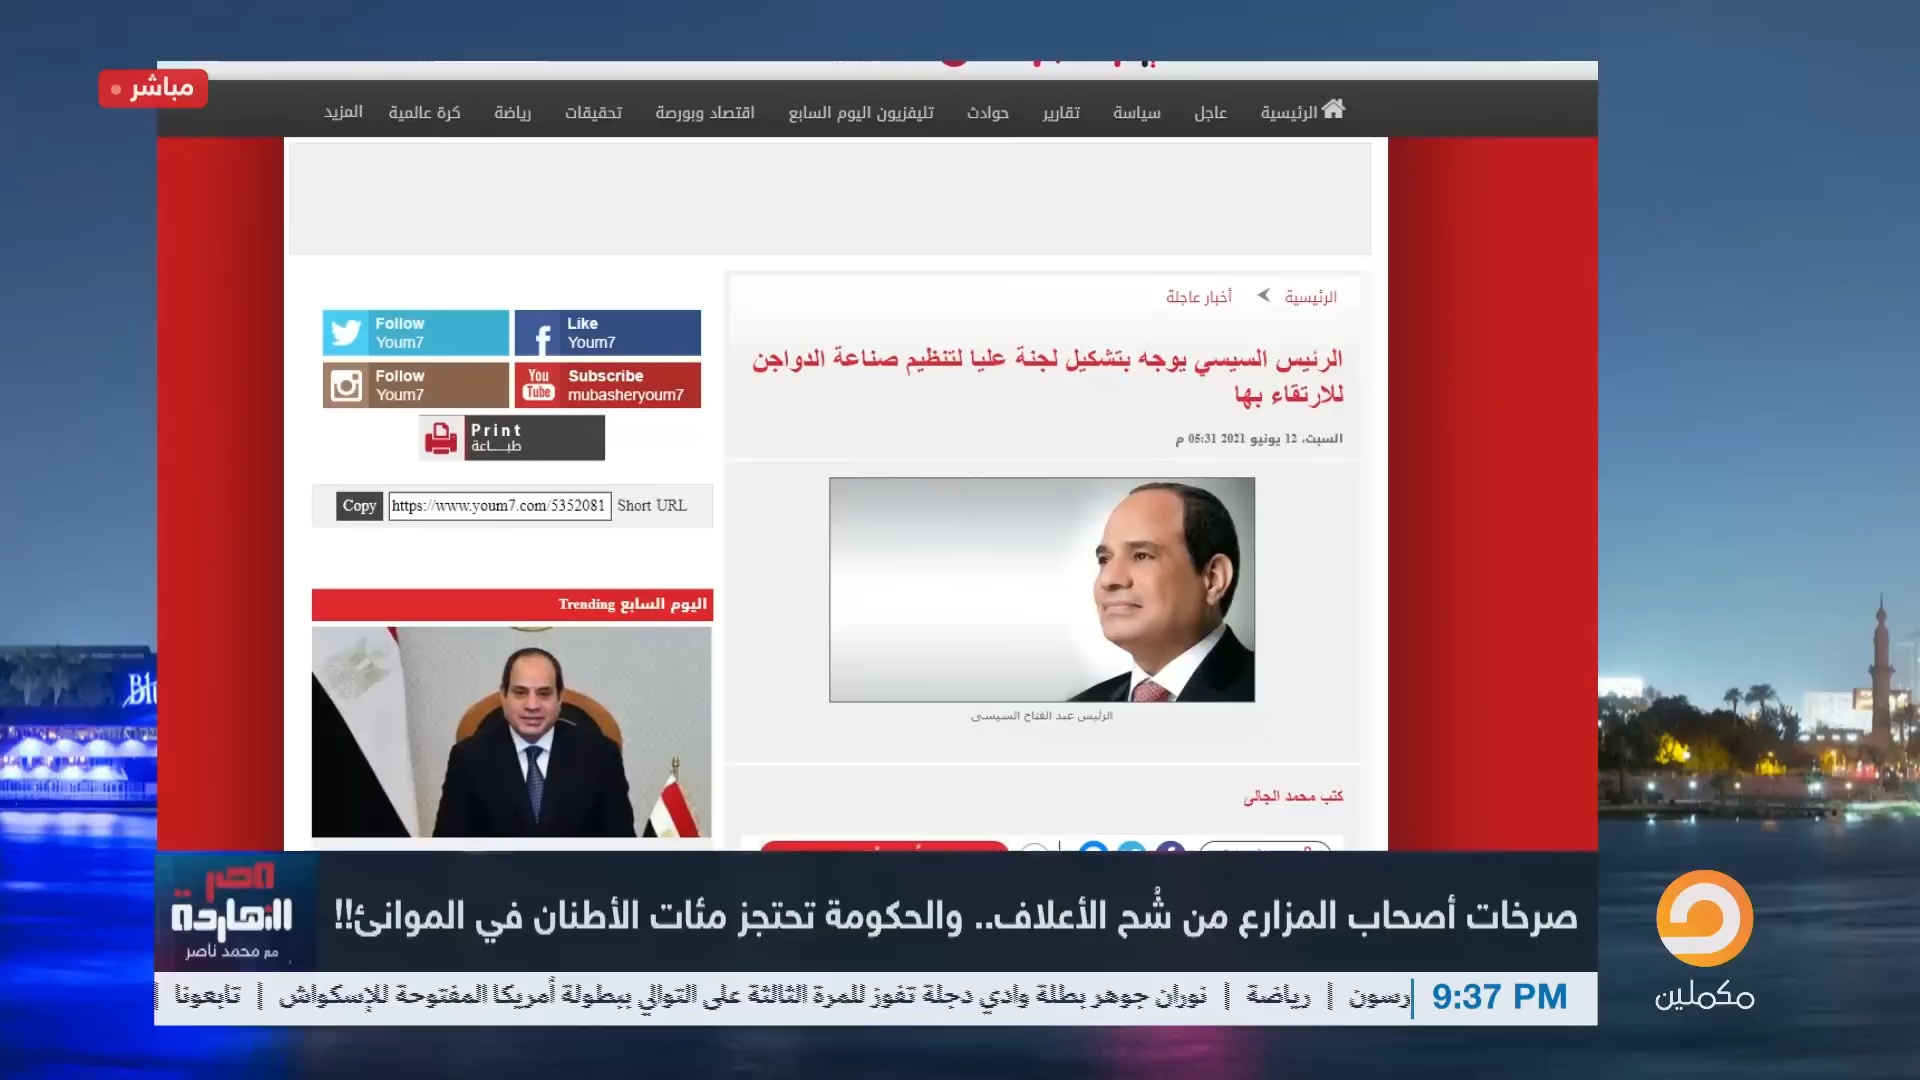 مباشر
الرئيسية
عاجل
سياسة
تقارير
حوادث
تليفزيون اليوم السابع
اقتصاد وبورصة
تحقيقات
رياضة
كرة عالمية
المزيد
الرئيسية
أخبار عاجلة
الرئيس السيسي يوجه بتشكيل لجنة عليا لتنظيم صناعة الدواجن
للارتقاء بها
السبت، 12 يونيو 2021 05:31 م
الرئيس عبد الفتاح السيسى
كتب محمد الجالى
Follow
Youm7
Like
Youm7
Follow
Youm7
You
Tube
Subscribe
mubasheryoum7
Print
طبـــاعة
Copy
https://www.youm7.com/5352081
Short URL
اليوم السابع Trending
Blu
مصر
النهاردة
مع محمد ناصر
صرخات أصحاب المزارع من شُح الأعلاف.. والحكومة تحتجز مئات الأطنان في الموانئ!!
9:37 PM
رسون | رياضة | نوران جوهر بطلة وادي دجلة تفوز للمرة الثالثة على التوالي ببطولة أمريكا المفتوحة للإسكواش | تابعونا |
مكملين